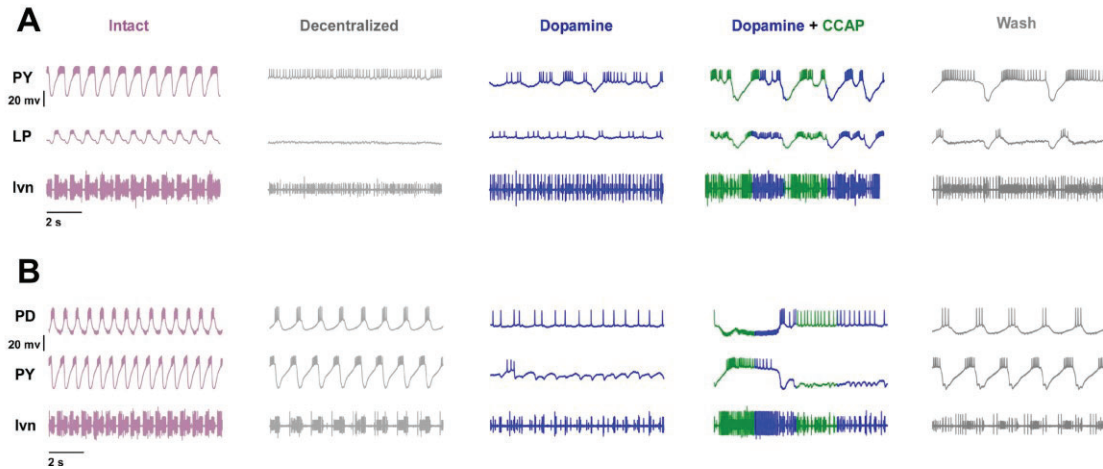 A
Intact Decentralized Dopamine Dopamine + CCAP Wash
PY
20 mv
LP
lvn
2 s
B
PD
20 mV
PY
lvn
2 s